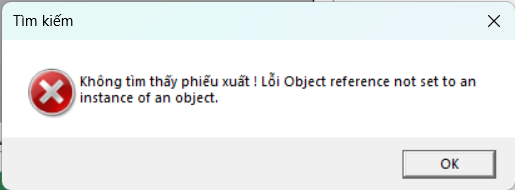 Tìm kiếm
Không tìm thấy phiếu xuất ! Lỗi Object reference not set to an
instance of an object.
OK